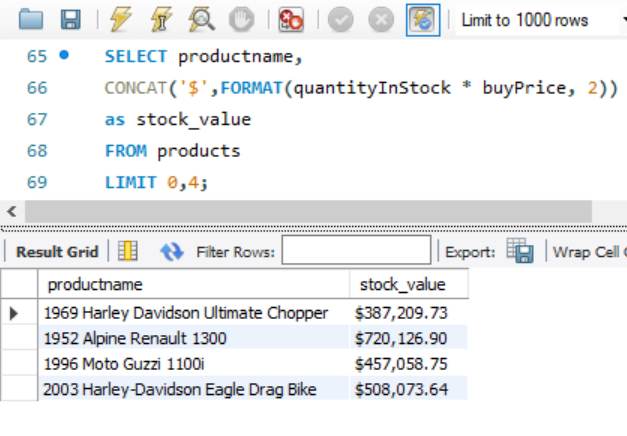 Limit to 1000 rows
65 SELECT productname,
66 CONCAT('$',FORMAT(quantityInStock * buyPrice, 2))
67 as stock_value
68 FROM products
69 LIMIT 0,4;
Result Grid Filter Rows: Export: Wrap Cell
productname stock_value
1969 Harley Davidson Ultimate Chopper $387,209.73
1952 Alpine Renault 1300 $720,126.90
1996 Moto Guzzi 1100i $457,058.75
2003 Harley-Davidson Eagle Drag Bike $508,073.64